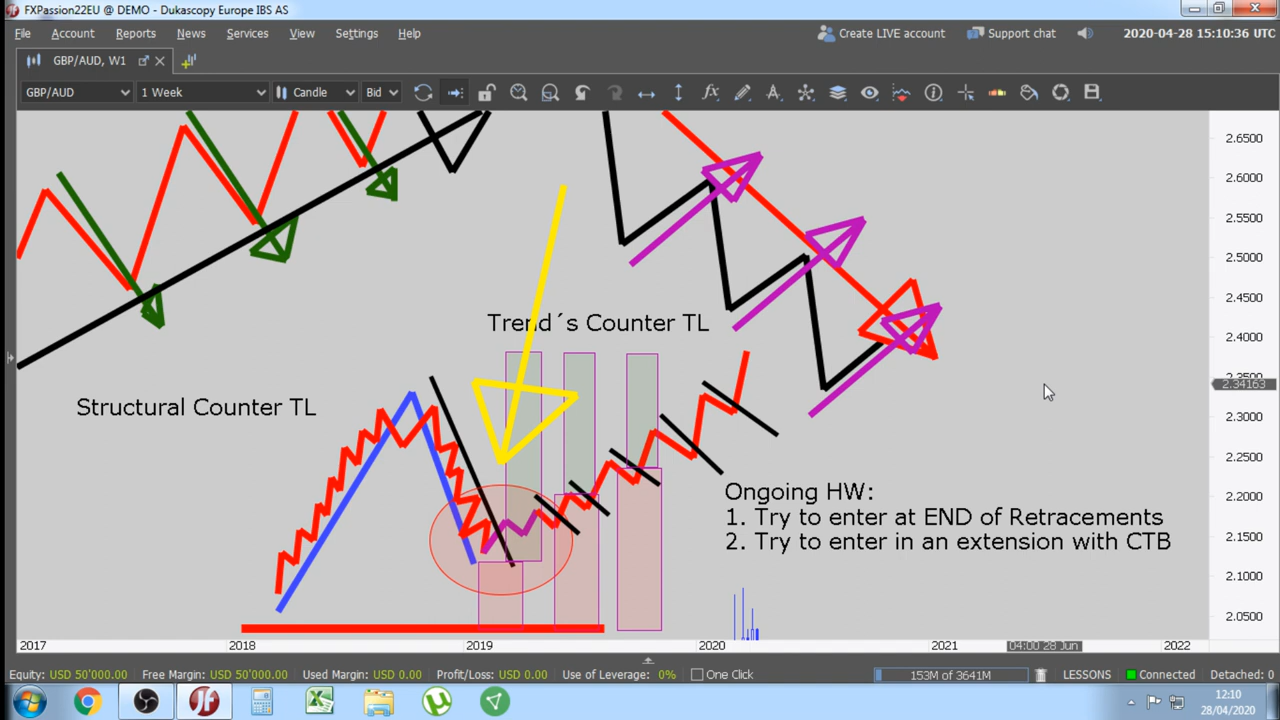 FXPassion22EU @ DEMO - Dukascopy Europe IBS AS
File Account Reports News Services View Settings Help
Create LIVE account Support chat 2020-04-28 15:10:36 UTC
GBP/AUD, W1
GBP/AUD 1 Week Candle Bid
2.6500
2.6000
2.5500
2.5000
2.4500
2.4000
2.34163
2.3000
2.2500
2.2000
2.1500
2.1000
2.0500
Trend´s Counter TL
Structural Counter TL
Ongoing HW:
1. Try to enter at END of Retracements
2. Try to enter in an extension with CTB
2017 2018 2019 2020 2021 04:00 28 Jun 2022
Equity: USD 50'000.00 Free Margin: USD 50'000.00 Used Margin: USD 0.00 Profit/Loss: USD 0.00 Use of Leverage: 0% One Click 153M of 3641M LESSONS Connected Detached: 0
12:10
28/04/2020